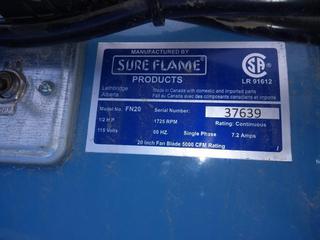 MANUFACTURED BY
SURE FLAME
PRODUCTS
Lethbridge
Alberta
Made in Canada with domestic and imported parts
Fait au Canada avec des composants canadiens et importés
SA
LR 91612
Model No. FN20
Serial Number: 37639
1/2 H.P. 1725 RPM Rating: Continuous
115 Volts 60 HZ Single Phase 7.2 Amps
20 Inch Fan Blade 5000 CFM Rating